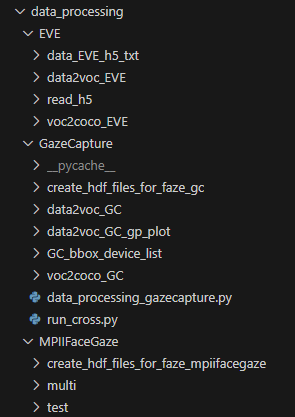 data_processing
EVE
data_EVE_h5_txt
data2voc_EVE
read_h5
voc2coco_EVE
GazeCapture
__pycache__
create_hdf_files_for_faze_gc
data2voc_GC
data2voc_GC_gp_plot
GC_bbox_device_list
voc2coco_GC
data_processing_gazecapture.py
run_cross.py
MPIIFaceGaze
create_hdf_files_for_faze_mpiifacegaze
multi
test